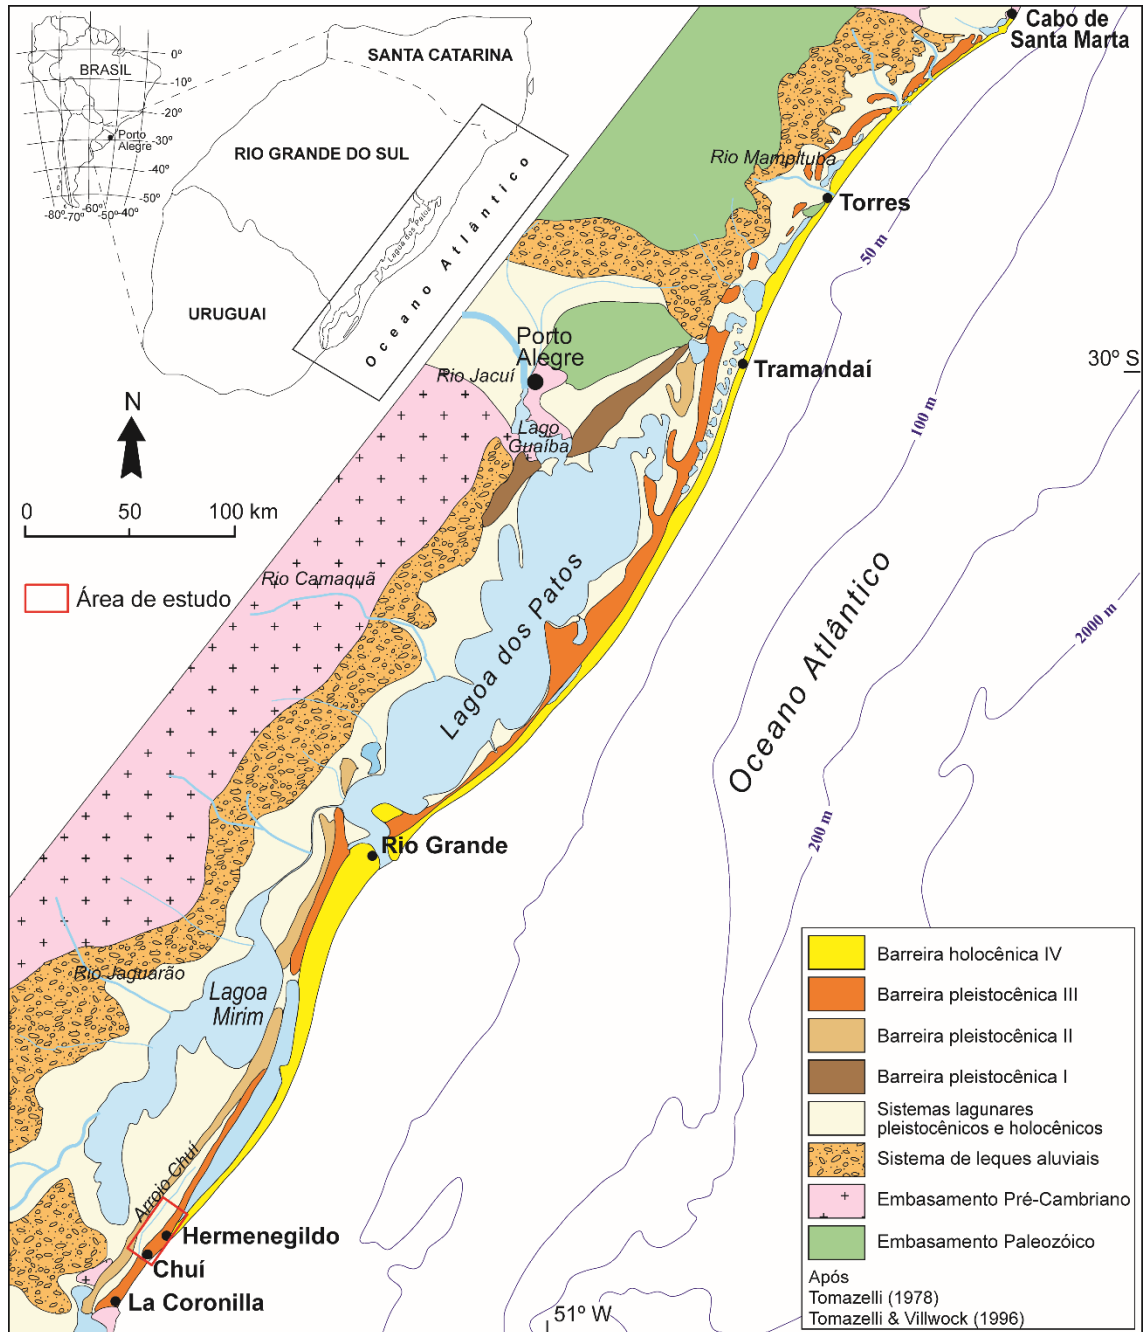 Cabo de
Santa Marta
SANTA CATARINA
BRASIL
0º
-10º
-20º
-30º
-40º
-50º
Porto
Alegre
-80º
-70º
-60º
-50º
-40º
RIO GRANDE DO SUL
Lagoa dos Patos
Oceano Atlântico
URUGUAI
Rio Mampituba
Torres
50 m
Porto
Alegre
Rio Jacuí
Tramandaí
30º S
N
Lago
Guaíba
100 m
0
50
100 km
Rio Camaquã
Área de estudo
Lagoa dos Patos
Oceano Atlântico
2000 m
200 m
Rio Grande
Rio Jaguarão
Lagoa
Mirim
Arroio Chuí
Hermenegildo
Chuí
La Coronilla
51º W
Barreira holocênica IV
Barreira pleistocênica III
Barreira pleistocênica II
Barreira pleistocênica I
Sistemas lagunares
pleistocênicos e holocênicos
Sistema de leques aluviais
Embasamento Pré-Cambriano
Embasamento Paleozóico
Após
Tomazelli (1978)
Tomazelli & Villwock (1996)